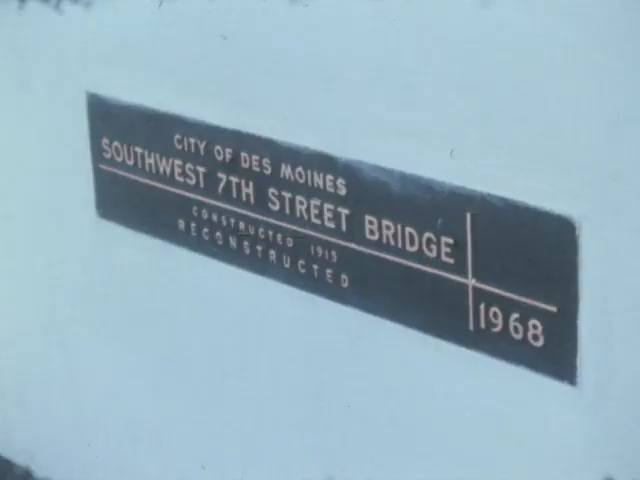 CITY OF DES MOINES
SOUTHWEST 7TH STREET BRIDGE
CONSTRUCTED 1915
RECONSTRUCTED
1968